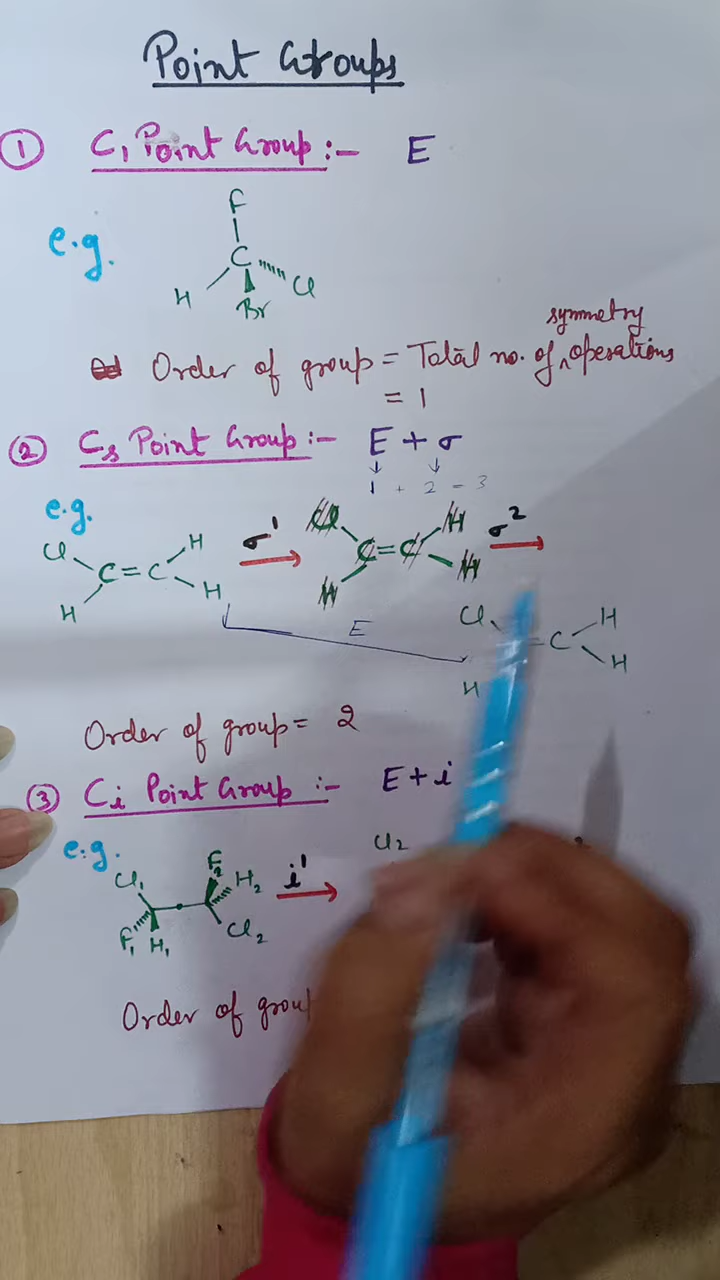 Point Groups
① C₁ Point Group :- E
e.g.
F
C
H
Cl
Br
symmetry
Order of group = Total no. of ^ operations
= 1
② Cs Point Group :- E + σ
↓ ↓
1 + 2 = 3
e.g.
Cl H H
C=C
H H
σ¹
Cl H
C=C
H H
σ²
E
Cl H
C
H H
Order of group = 2
③ Ci Point Group :- E + i
e.g.
Cl₁ F₂ H₂
F₁ H₁ Cl₂
i¹
Cl₂
Order of group